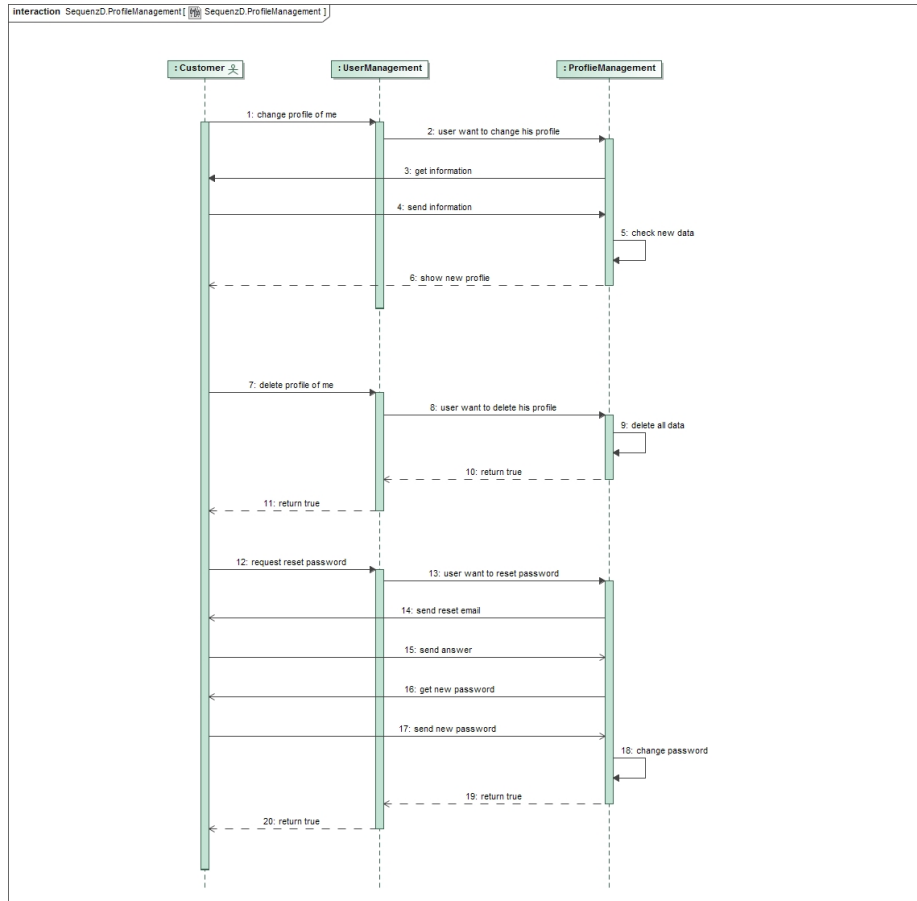 interaction SequenzD.ProfileManagement[ SequenzD.ProfileManagement ]
: Customer
: UserManagement
: ProflieManagement
1: change profile of me
2: user want to change his profile
3: get information
4: send information
5: check new data
6: show new proflie
7: delete profile of me
8: user want to delete his profile
9: delete all data
10: return true
11: return true
12: request reset password
13: user want to reset password
14: send reset email
15: send answer
16: get new password
17: send new password
18: change password
19: return true
20: return true